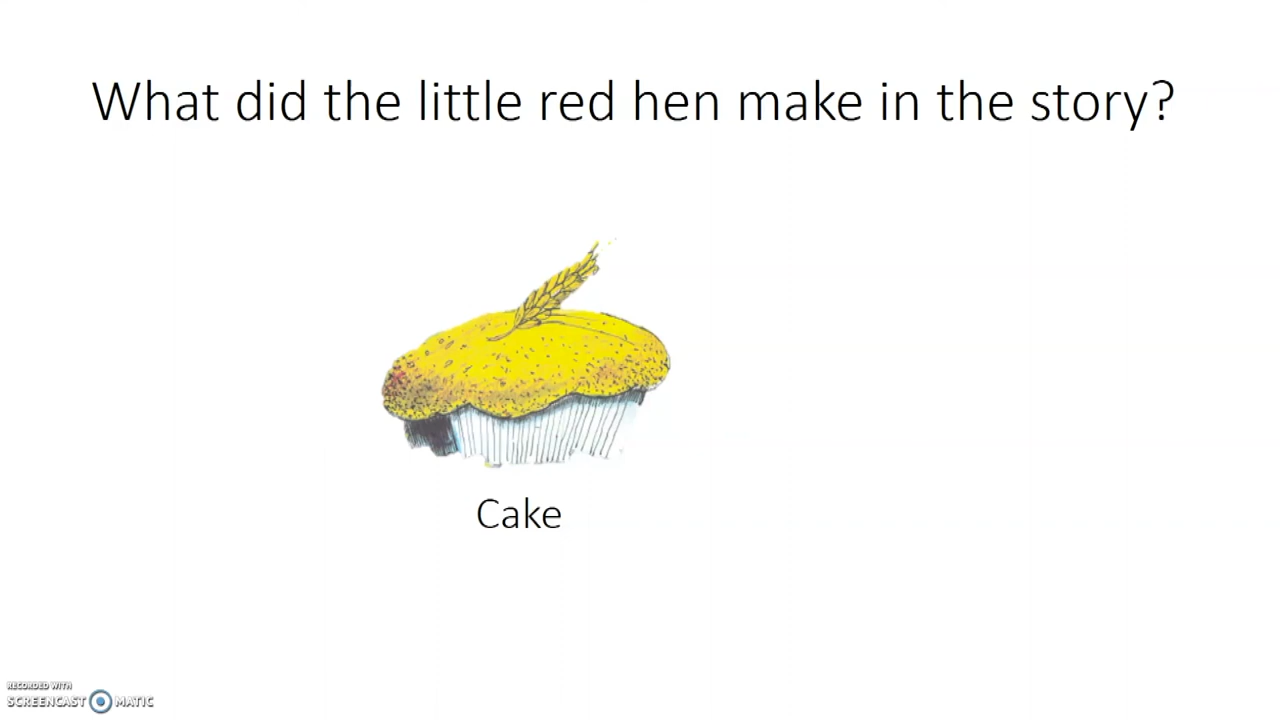 What did the little red hen make in the story?
Cake
RECORDED WITH
SCREENCAST MATIC